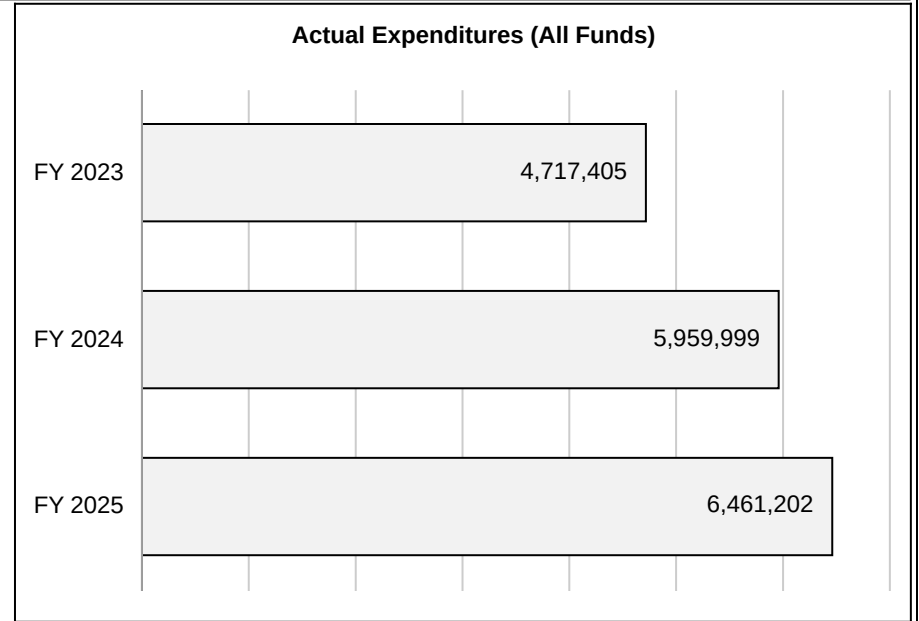 Actual Expenditures (All Funds)
FY 2023
4,717,405
FY 2024
5,959,999
FY 2025
6,461,202